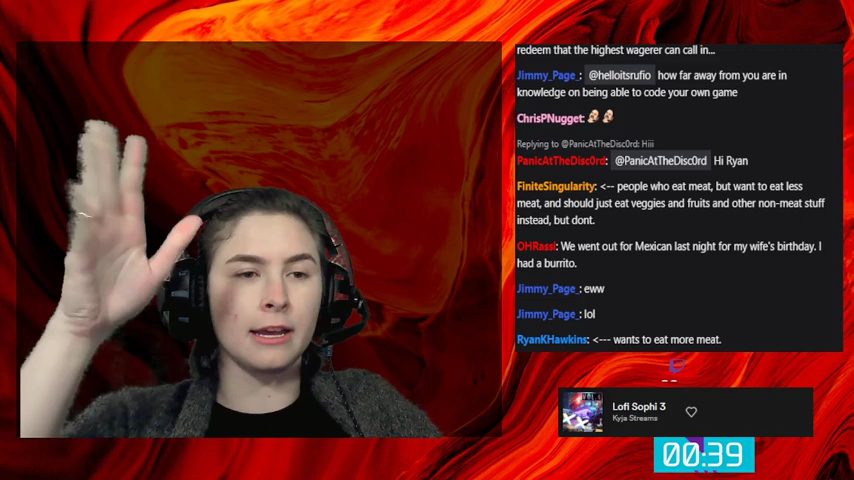 redeem that the highest wagerer can call in...
Jimmy_Page_: @helloitsrufio how far away from you are in
knowledge on being able to code your own game
ChrisPNugget:
Replying to @PanicAtTheDisc0rd: Hiii
PanicAtTheDisc0rd: @PanicAtTheDisc0rd Hi Ryan
FiniteSingularity: <-- people who eat meat, but want to eat less
meat, and should just eat veggies and fruits and other non-meat stuff
instead, but dont.
OHRassi: We went out for Mexican last night for my wife's birthday. I
had a burrito.
Jimmy_Page_: eww
Jimmy_Page_: lol
RyanKHawkins: <--- wants to eat more meat.
Lofi Sophi 3
Kyja Streams
00:39